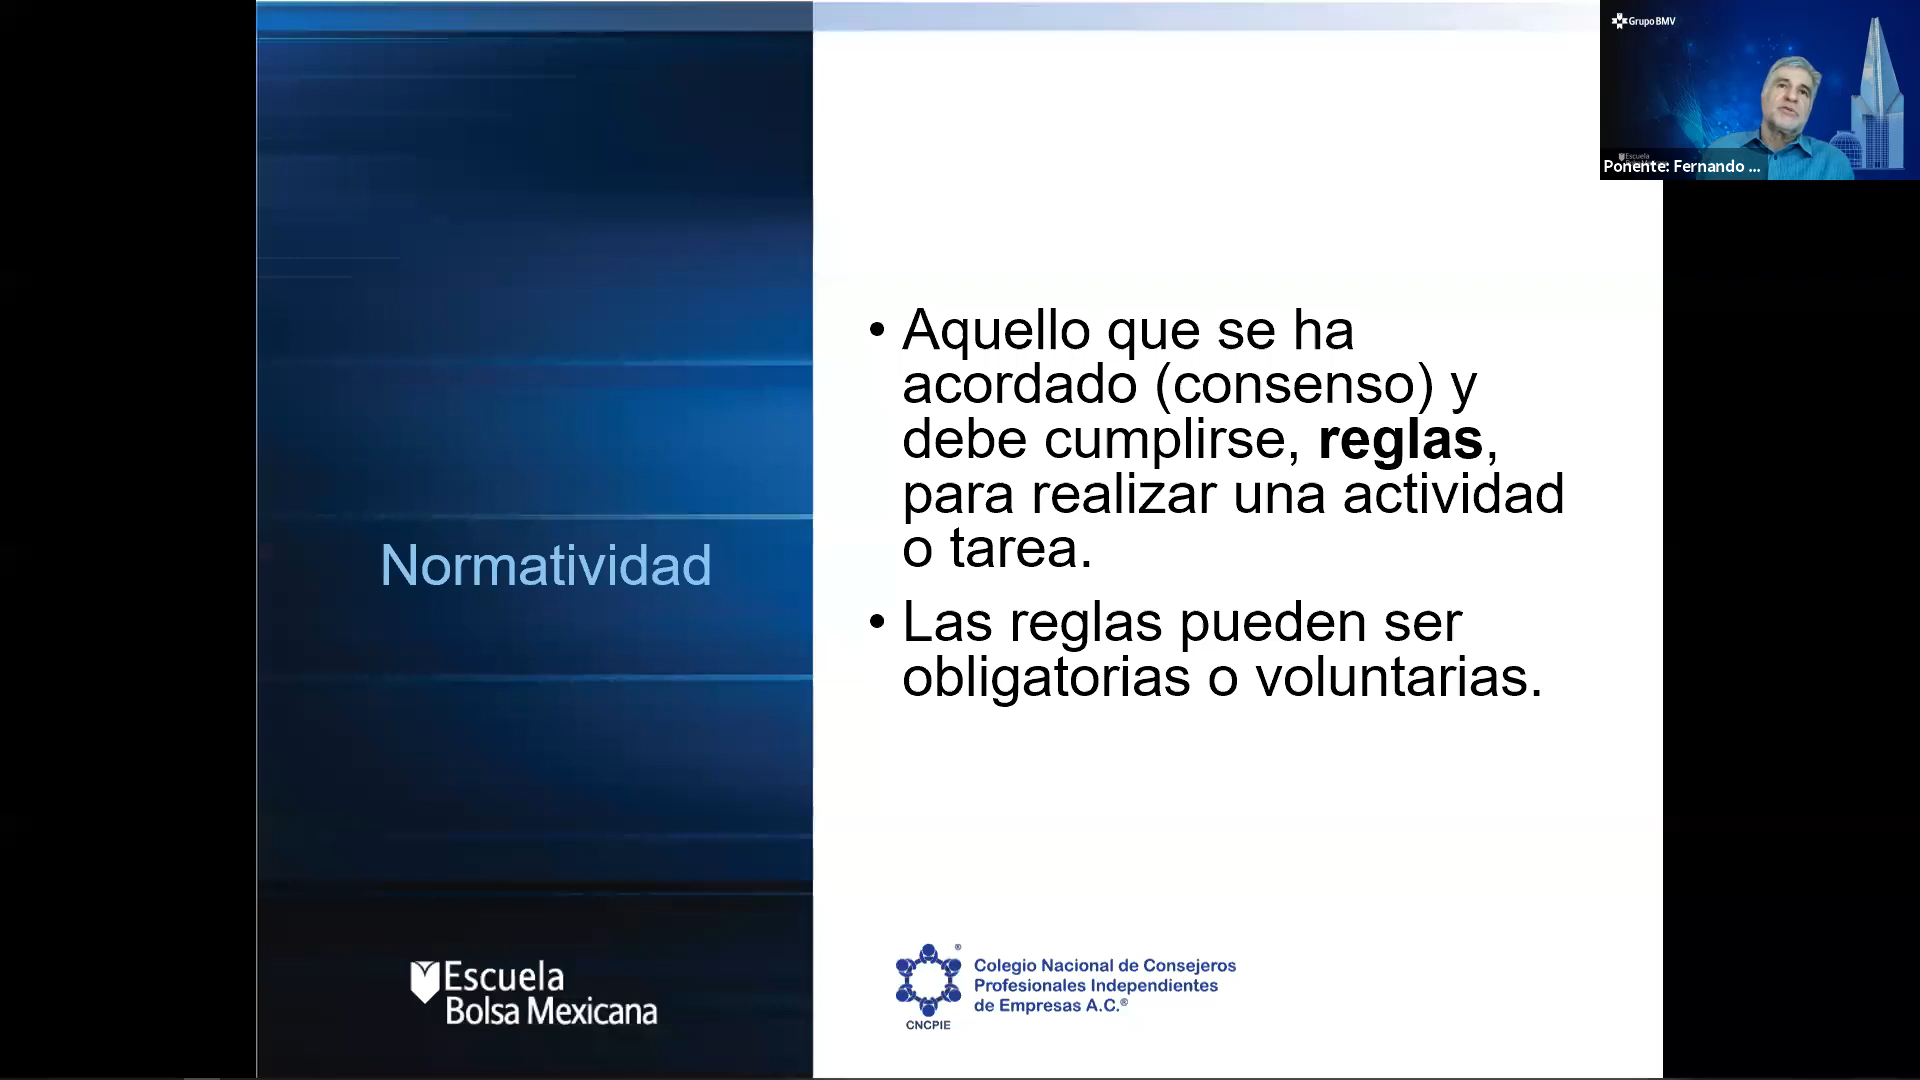 Normatividad
• Aquello que se ha
acordado (consenso) y
debe cumplirse, reglas,
para realizar una actividad
o tarea.
• Las reglas pueden ser
obligatorias o voluntarias.
Escuela
Bolsa Mexicana
CNCPIE
®
Colegio Nacional de Consejeros
Profesionales Independientes
de Empresas A.C.®
Grupo BMV
Escuela
Ponente: Fernando ...